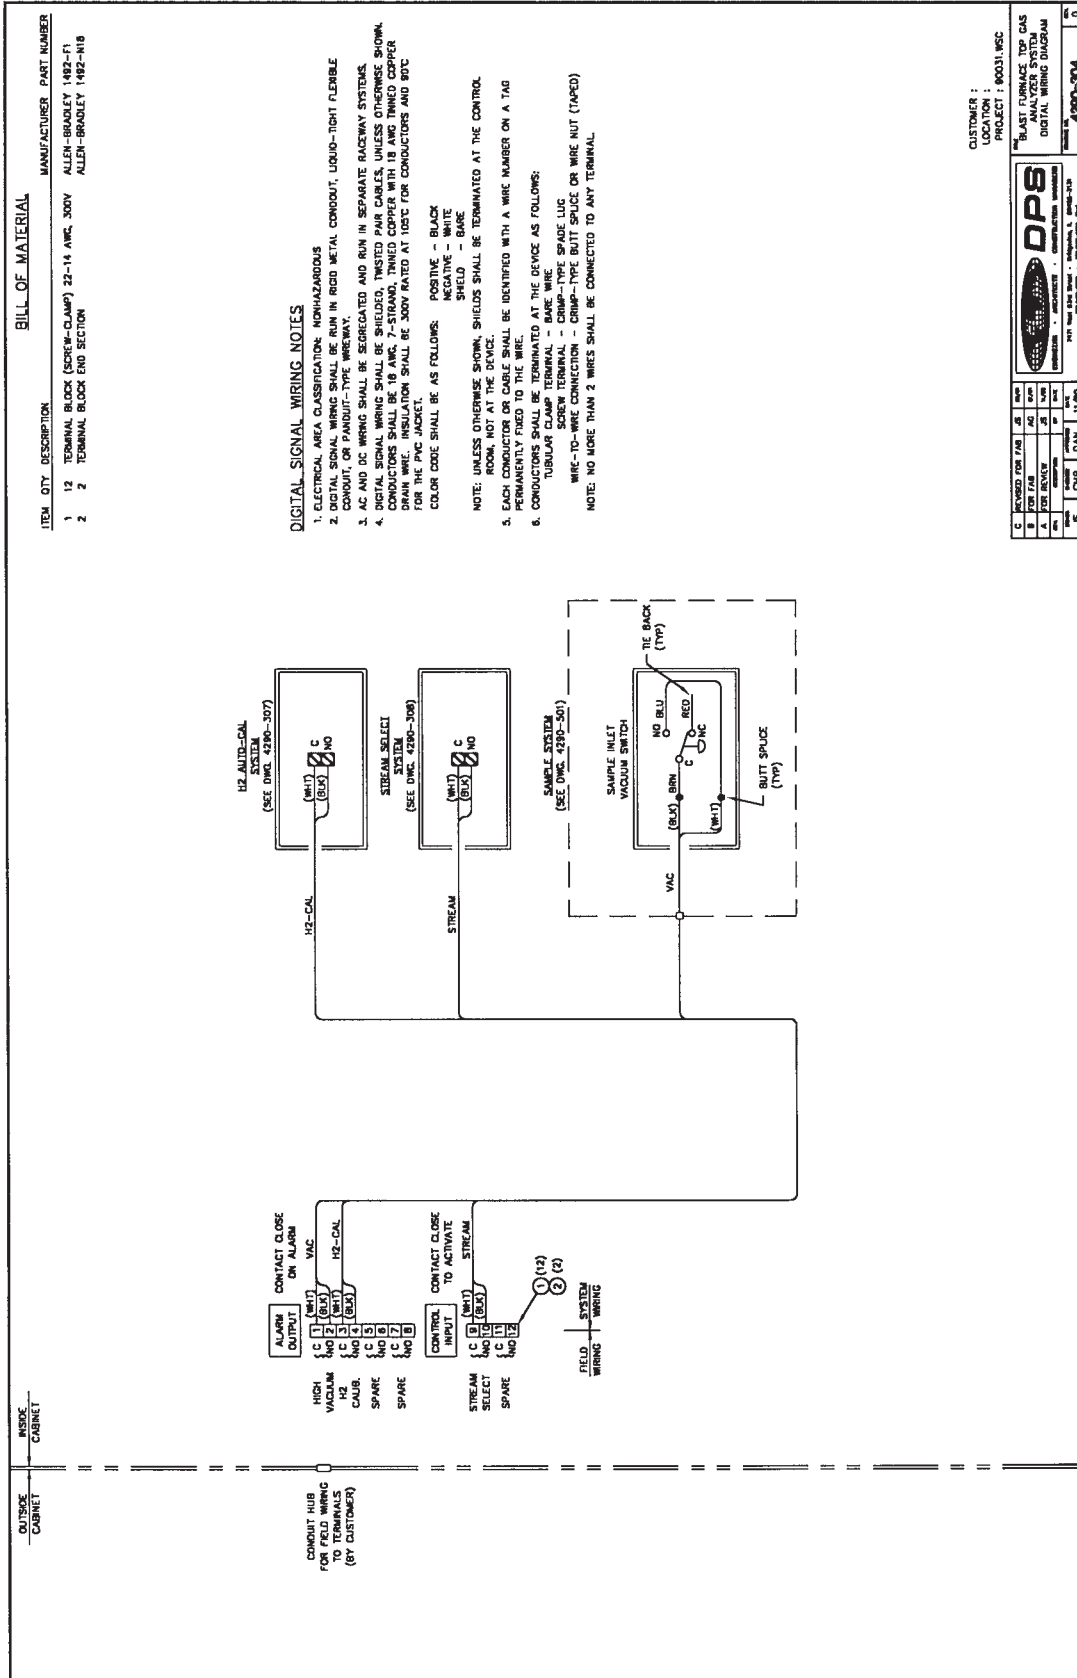 OUTSIDE
CABINET
INSIDE
CABINET
CONDUIT HUB
FOR FIELD WIRING
TO TERMINALS
(BY CUSTOMER)
ALARM
OUTPUT
CONTACT CLOSE
ON ALARM
HIGH
VACUUM
H2
CALIB.
SPARE
SPARE
C 1 (WHT)
NO 2 (BLK)
C 3 (WHT)
NO 4 (BLK)
C 5
NO 6
C 7
NO 8
VAC
H2-CAL
CONTROL
INPUT
CONTACT CLOSE
TO ACTIVATE
STREAM
SELECT
SPARE
C 9 (WHT)
NO 10 (BLK)
C 11
NO 12
STREAM
1 (12)
2 (2)
FIELD
WIRING
SYSTEM
WIRING
H2 AUTO-CAL
SYSTEM
(SEE DWG. 4290-307)
H2-CAL
(WHT) C
(BLK) NO
STREAM SELECT
SYSTEM
(SEE DWG. 4290-308)
STREAM
(WHT) C
(BLK) NO
SAMPLE SYSTEM
(SEE DWG. 4290-501)
SAMPLE INLET
VACUUM SWITCH
VAC
(BLK) BRN C
(WHT)
NO BLU
RED
NC
TIE BACK
(TYP)
BUTT SPLICE
(TYP)
BILL OF MATERIAL
ITEM QTY DESCRIPTION MANUFACTURER PART NUMBER
1 12 TERMINAL BLOCK (SCREW-CLAMP) 22-14 AWG, 300V ALLEN-BRADLEY 1492-F1
2 2 TERMINAL BLOCK END SECTION ALLEN-BRADLEY 1492-N18
DIGITAL SIGNAL WIRING NOTES
1. ELECTRICAL AREA CLASSIFICATION: NONHAZARDOUS
2. DIGITAL SIGNAL WIRING SHALL BE RUN IN RIGID METAL CONDOUT, LIQUID-TIGHT FLEXIBLE
CONDUIT, OR PANDUIT-TYPE WIREWAY.
3. AC AND DC WIRING SHALL BE SEGREGATED AND RUN IN SEPARATE RACEWAY SYSTEMS.
4. DIGITAL SIGNAL WIRING SHALL BE SHIELDED, TWISTED PAIR CABLES, UNLESS OTHERWISE SHOWN.
CONDUCTORS SHALL BE 18 AWG, 7-STRAND, TINNED COPPER WITH 18 AWG TINNED COPPER
DRAIN WIRE. INSULATION SHALL BE 300V RATED AT 105°C FOR CONDUCTORS AND 90°C
FOR THE PVC JACKET.
COLOR CODE SHALL BE AS FOLLOWS: POSITIVE - BLACK
NEGATIVE - WHITE
SHIELD - BARE
NOTE: UNLESS OTHERWISE SHOWN, SHIELDS SHALL BE TERMINATED AT THE CONTROL
ROOM, NOT AT THE DEVICE.
5. EACH CONDUCTOR OR CABLE SHALL BE IDENTIFIED WITH A WIRE NUMBER ON A TAG
PERMANENTLY FIXED TO THE WIRE.
6. CONDUCTORS SHALL BE TERMINATED AT THE DEVICE AS FOLLOWS:
TUBULAR CLAMP TERMINAL - BARE WIRE
SCREW TERMINAL - CRIMP-TYPE SPADE LUG
WIRE-TO-WIRE CONNECTION - CRIMP-TYPE BUTT SPLICE OR WIRE NUT (TAPED)
NOTE: NO MORE THAN 2 WIRES SHALL BE CONNECTED TO ANY TERMINAL.
CUSTOMER :
LOCATION :
PROJECT : 90031.WSC
C REVISED FOR FAB JS
B FOR FAB AG
A FOR REVIEW JS
DPS
ENGINEERS - ARCHITECTS - CONSTRUCTION MANAGERS
BLAST FURNACE TOP GAS
ANALYZER SYSTEM
DIGITAL WIRING DIAGRAM
4290-304